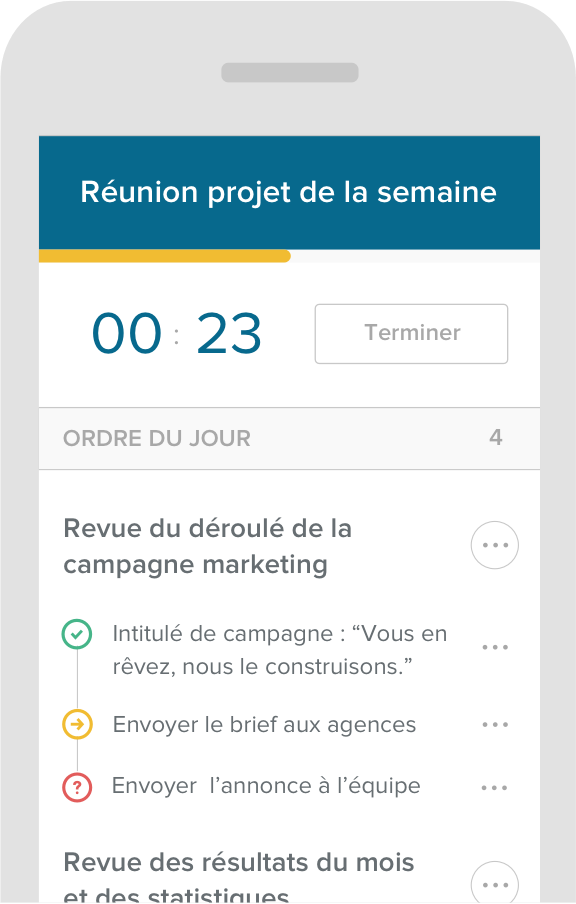 Réunion projet de la semaine
00 : 23
Terminer
ORDRE DU JOUR 4
Revue du déroulé de la
campagne marketing
Intitulé de campagne : “Vous en
rêvez, nous le construisons.”
Envoyer le brief aux agences
?
Envoyer  l’annonce à l’équipe
Revue des résultats du mois
et des statistiques